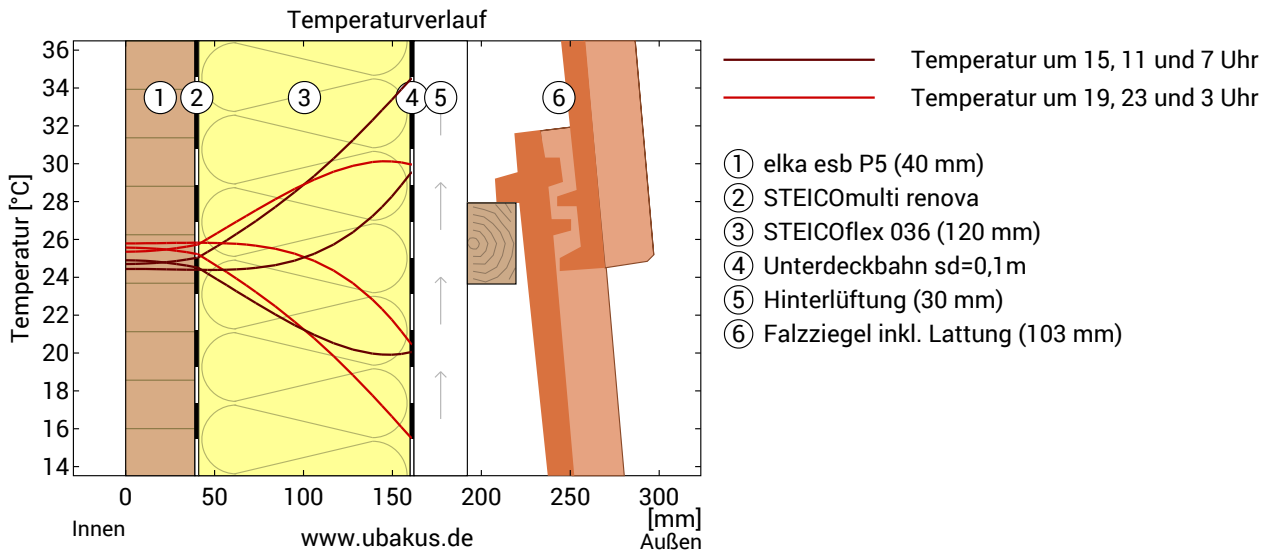 Temperaturverlauf
Temperatur [°C]
36
34
32
30
28
26
24
22
20
18
16
14
1 2 3 4 5 6
0 50 100 150 200 250 300
[mm]
Innen
www.ubakus.de
Außen
Temperatur um 15, 11 und 7 Uhr
Temperatur um 19, 23 und 3 Uhr
1 elka esb P5 (40 mm)
2 STEICOmulti renova
3 STEICOflex 036 (120 mm)
4 Unterdeckbahn sd=0,1m
5 Hinterlüftung (30 mm)
6 Falzziegel inkl. Lattung (103 mm)